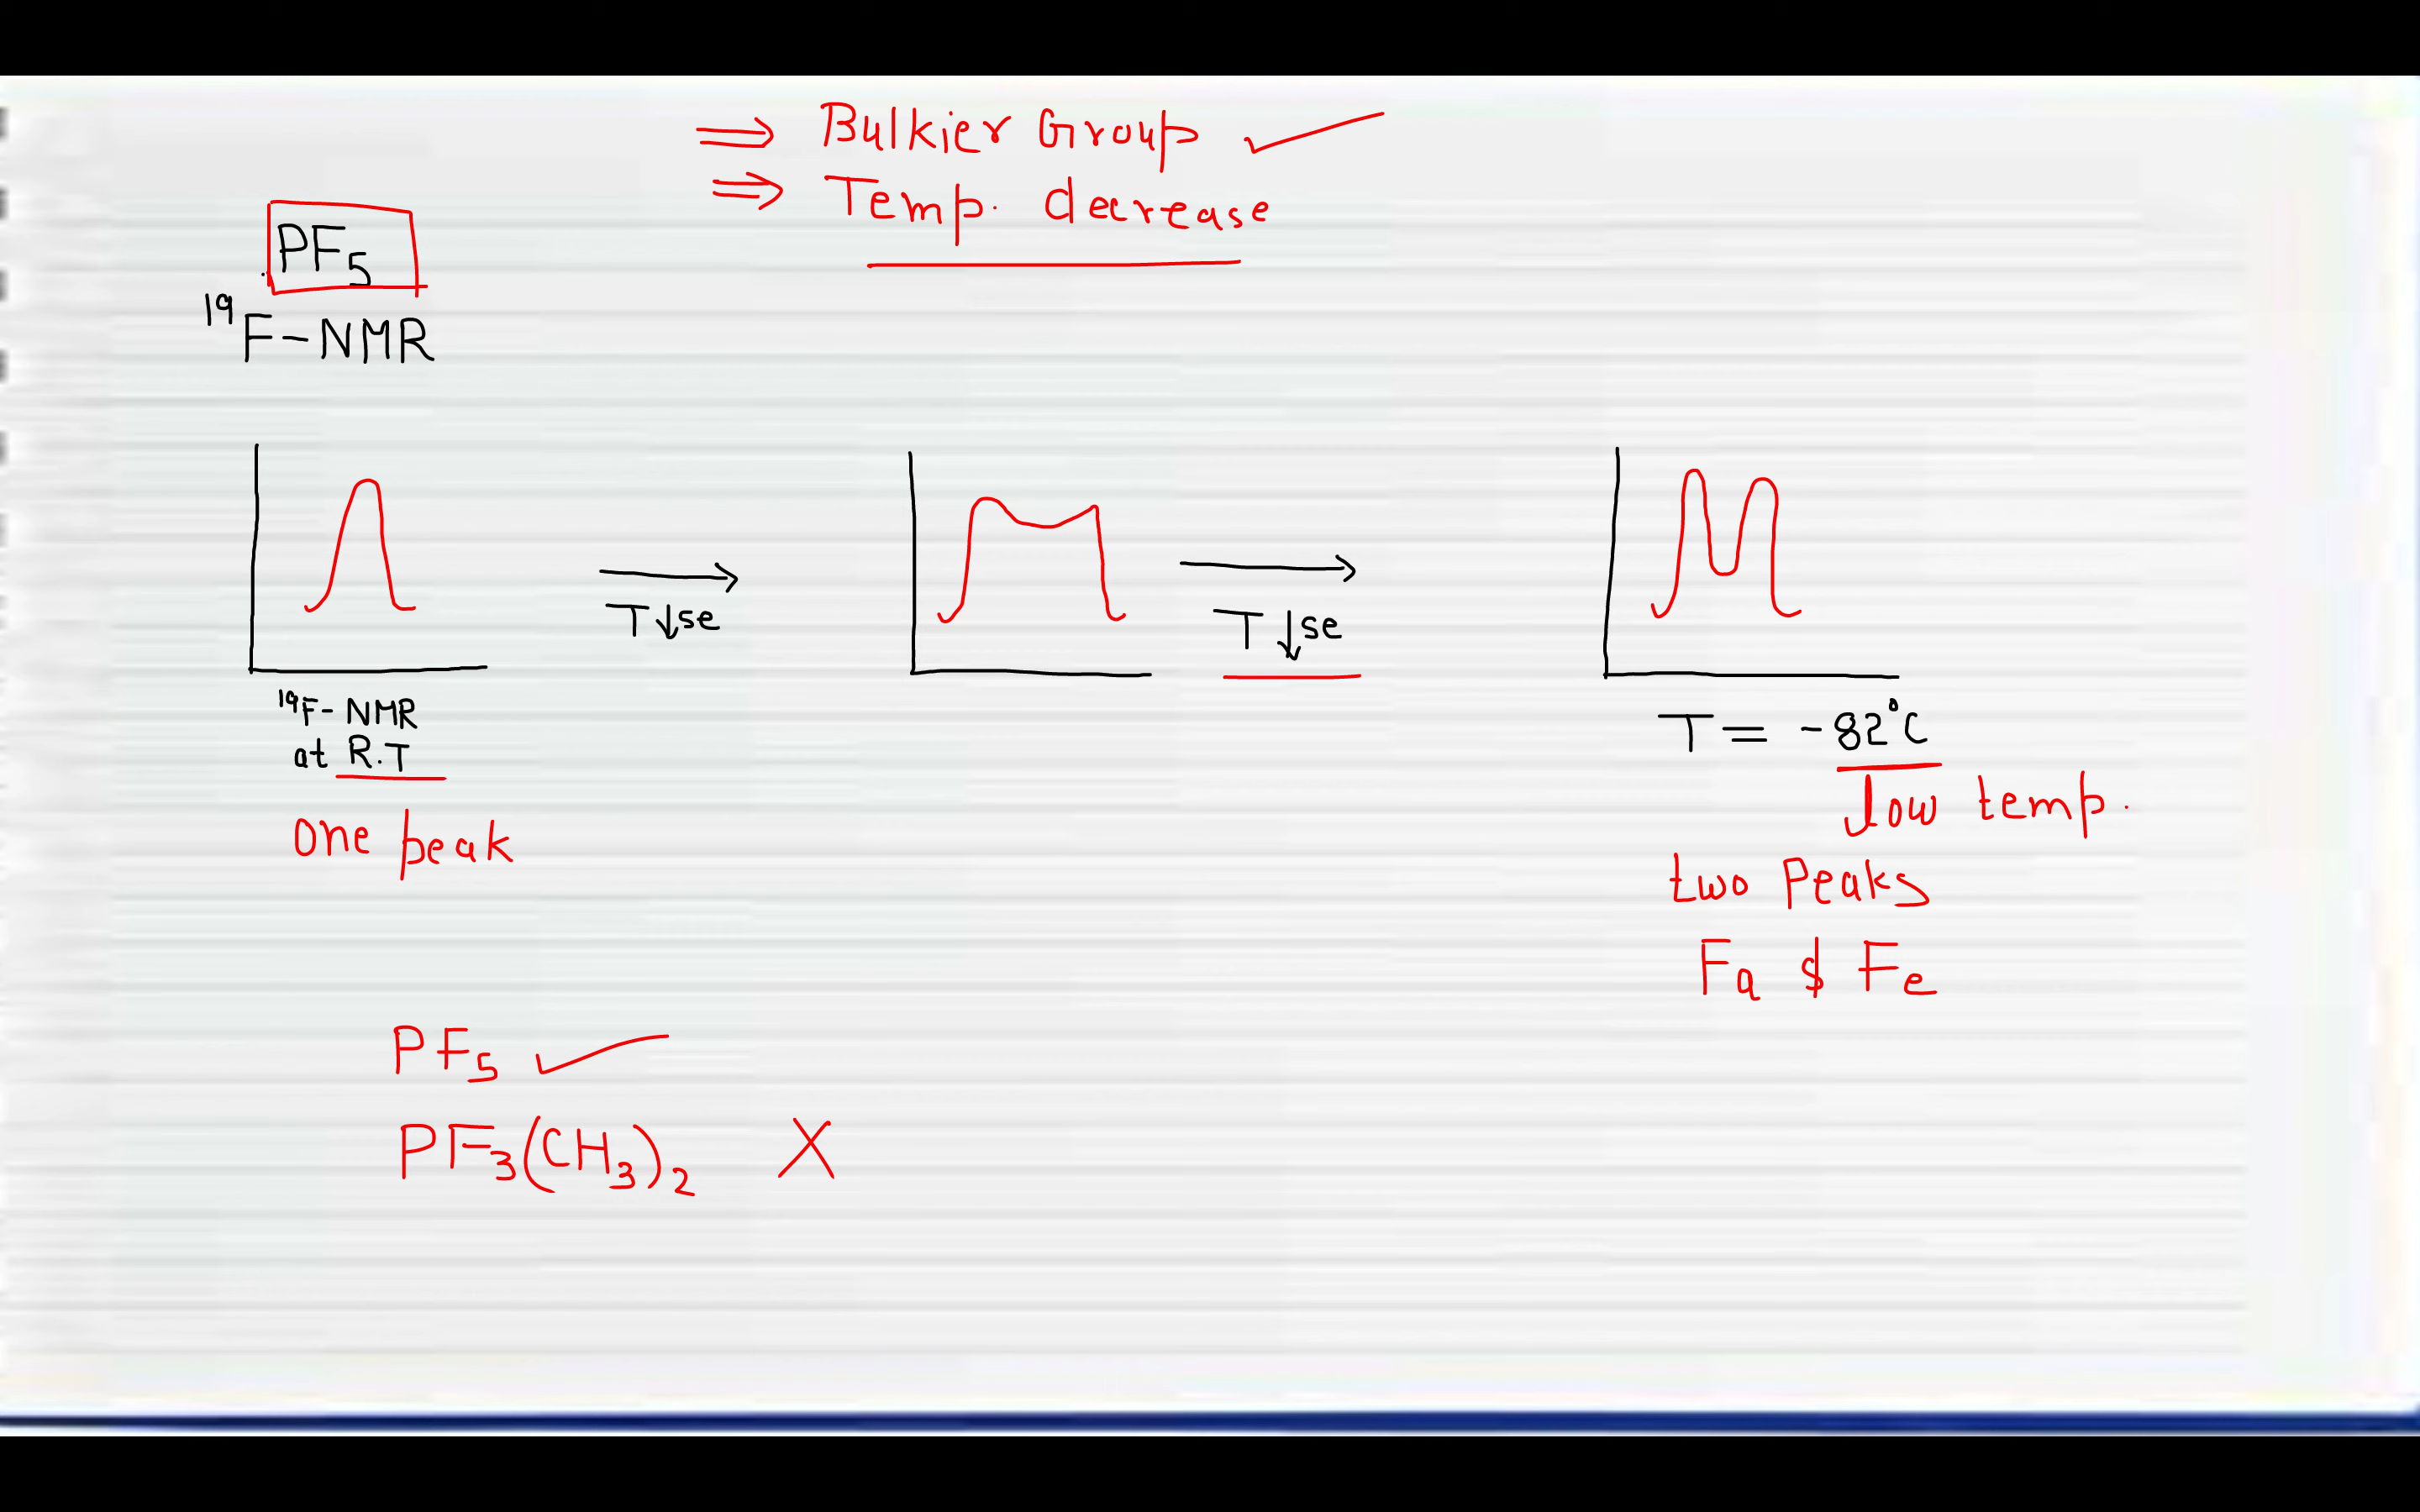 ⇒ Bulkier Group ✓
⇒ Temp. decrease
PF₅
¹⁹F-NMR
T↓se
T↓se
¹⁹F-NMR
at R.T
One peak
T = -82°C
low temp.
two Peaks
Fa $ Fe
PF₅ ✓
PF₃(CH₃)₂ X